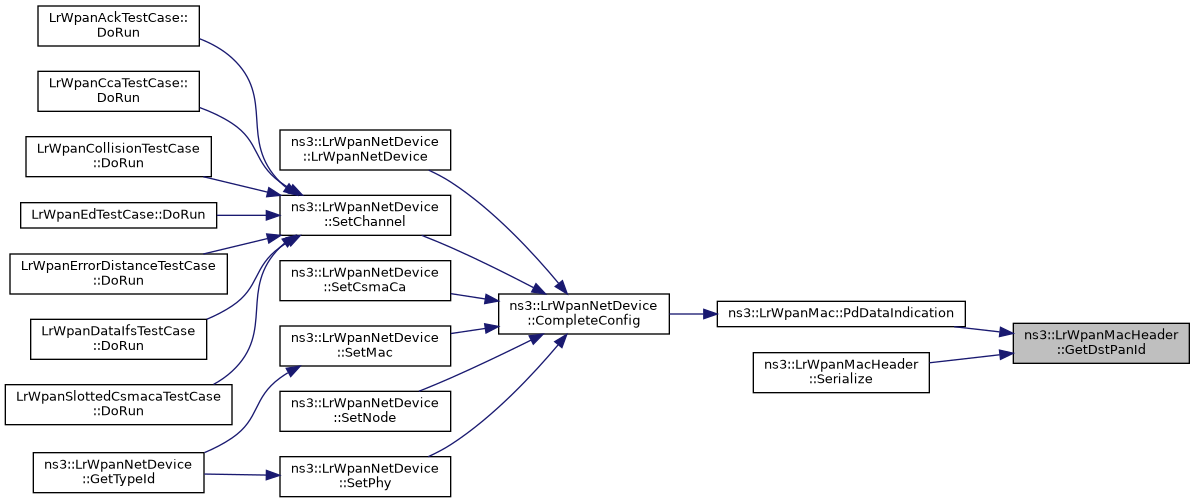 LrWpanAckTestCase::
DoRun
LrWpanCcaTestCase::
DoRun
LrWpanCollisionTestCase
::DoRun
LrWpanEdTestCase::DoRun
LrWpanErrorDistanceTestCase
::DoRun
LrWpanDataIfsTestCase
::DoRun
LrWpanSlottedCsmacaTestCase
::DoRun
ns3::LrWpanNetDevice
::GetTypeId
ns3::LrWpanNetDevice
::LrWpanNetDevice
ns3::LrWpanNetDevice
::SetChannel
ns3::LrWpanNetDevice
::SetCsmaCa
ns3::LrWpanNetDevice
::SetMac
ns3::LrWpanNetDevice
::SetNode
ns3::LrWpanNetDevice
::SetPhy
ns3::LrWpanNetDevice
::CompleteConfig
ns3::LrWpanMac::PdDataIndication
ns3::LrWpanMacHeader
::Serialize
ns3::LrWpanMacHeader
::GetDstPanId